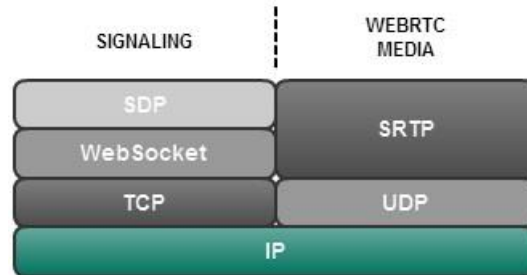 SIGNALING
WEBRTC
MEDIA
SDP
WebSocket
SRTP
TCP
UDP
IP